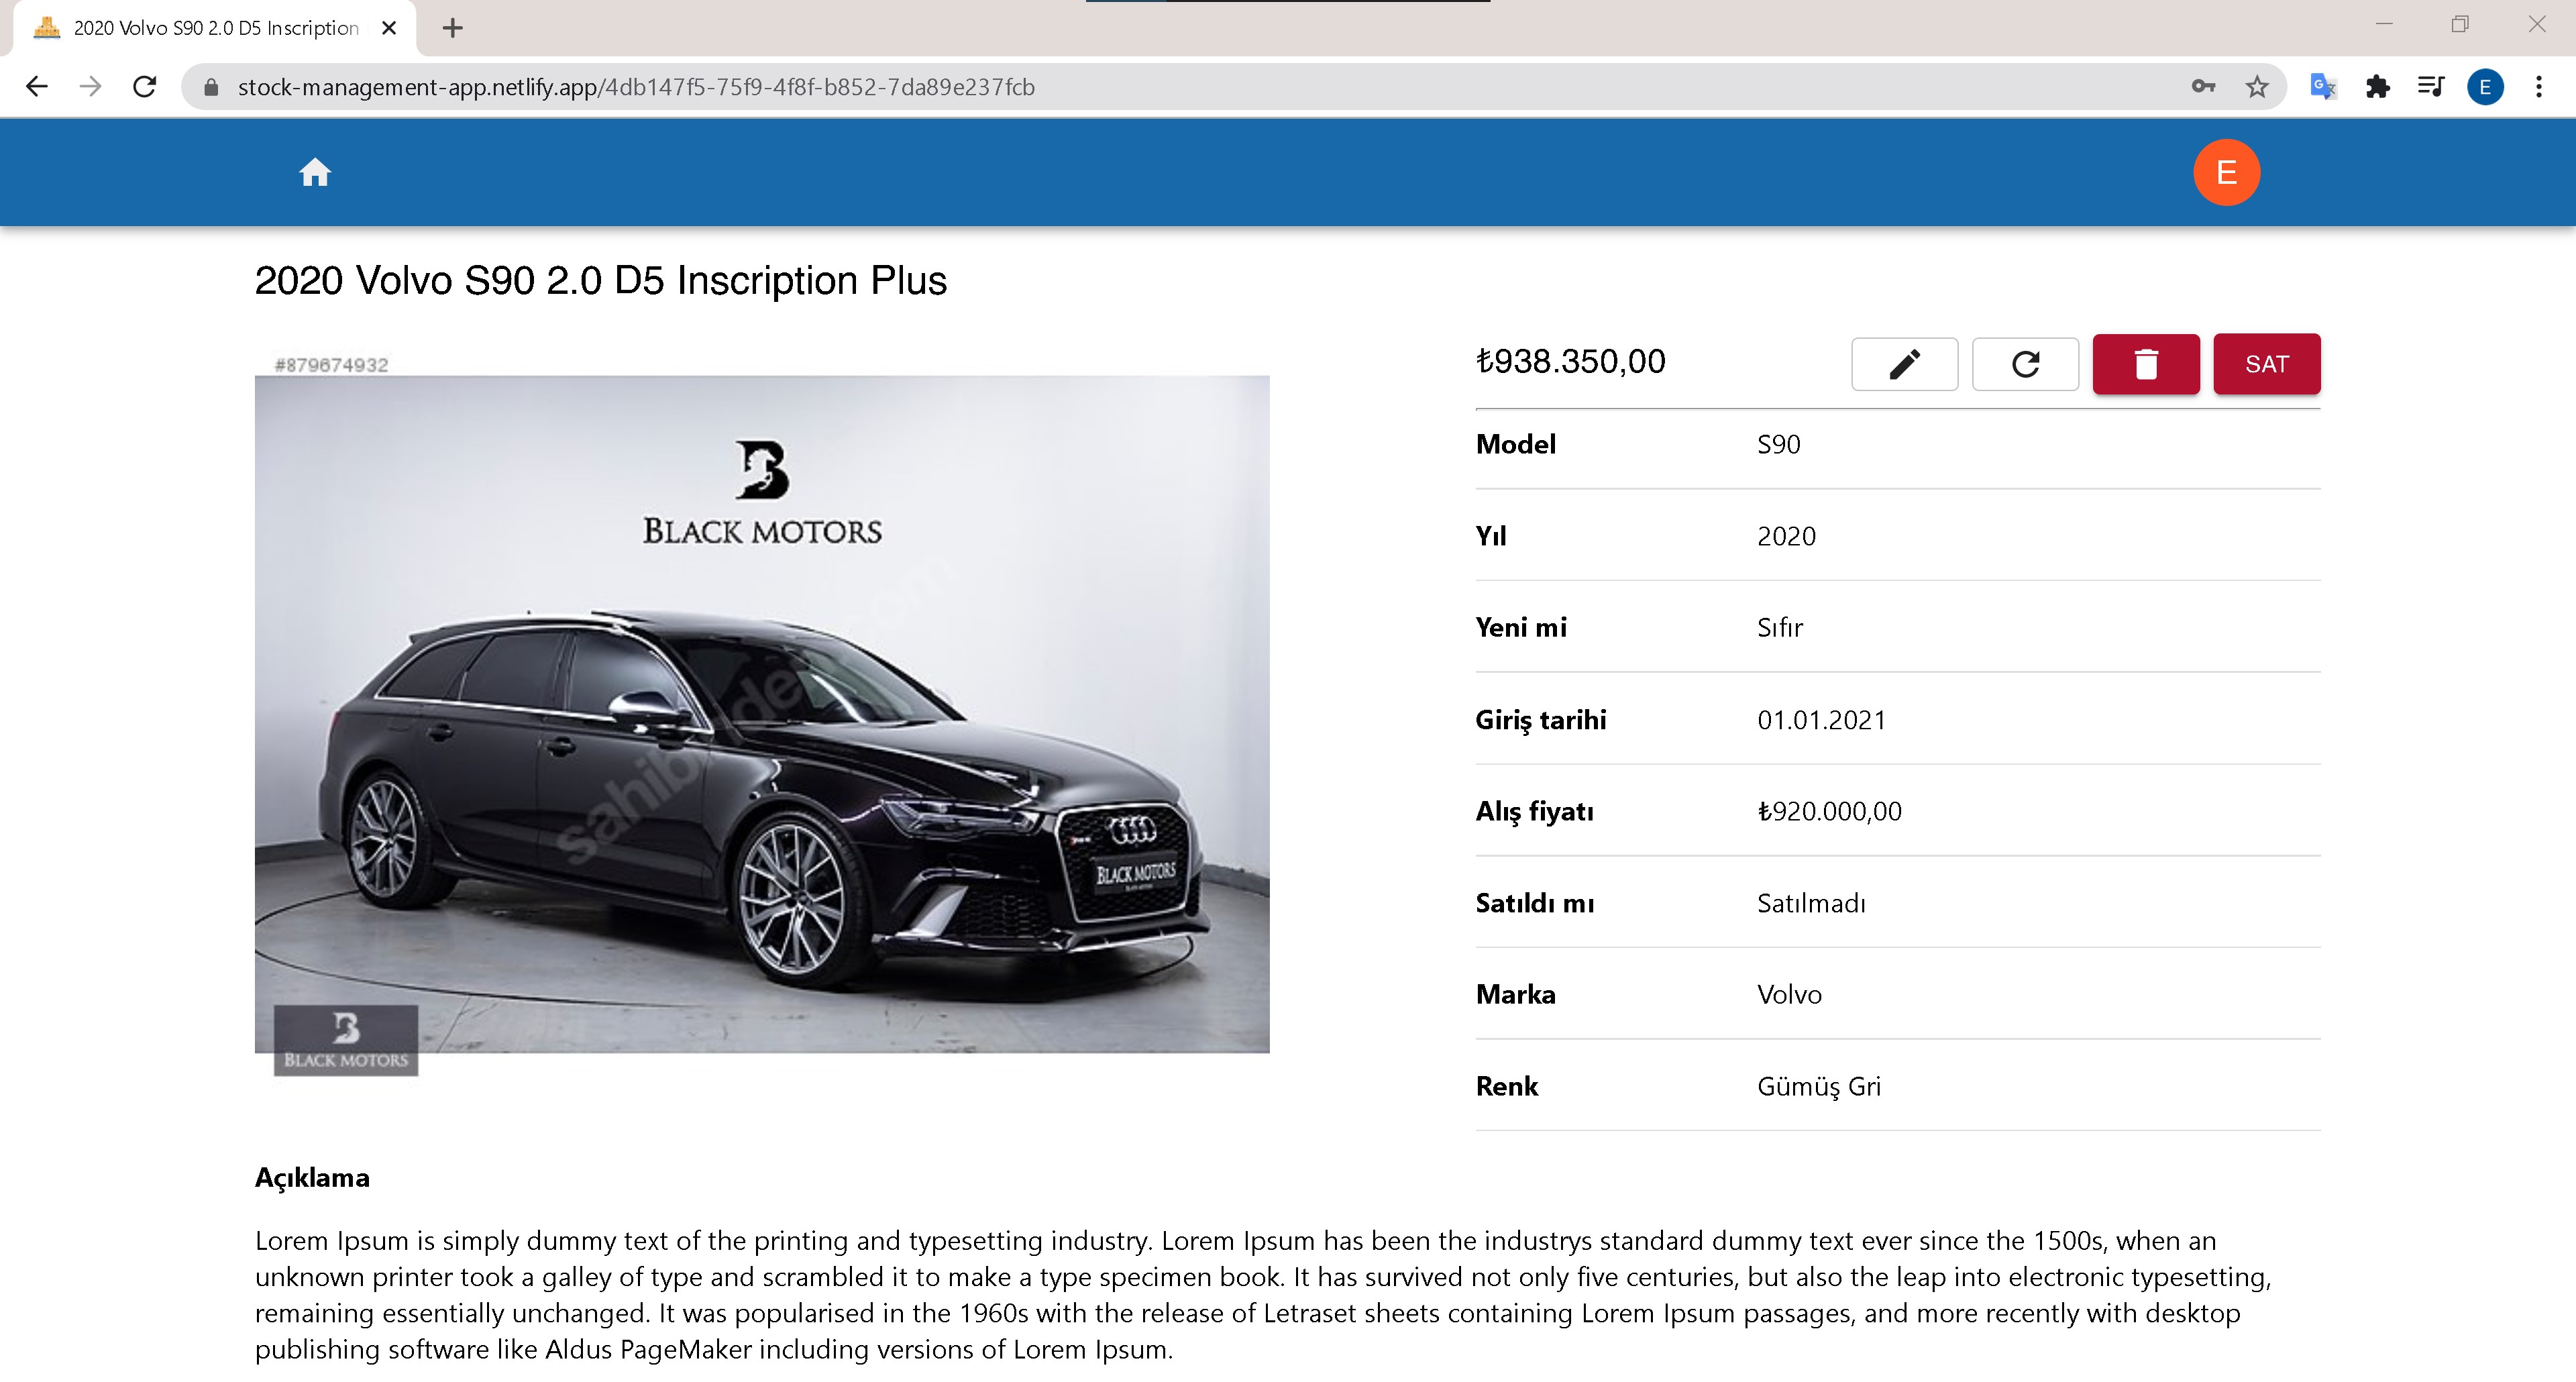 2020 Volvo S90 2.0 D5 Inscription
stock-management-app.netlify.app/4db147f5-75f9-4f8f-b852-7da89e237fcb
E
E
2020 Volvo S90 2.0 D5 Inscription Plus
#879674932
BLACK MOTORS
BLACK MOTORS
BLACK MOTORS
₺938.350,00
SAT
Model S90
Yıl 2020
Yeni mi Sıfır
Giriş tarihi 01.01.2021
Alış fiyatı ₺920.000,00
Satıldı mı Satılmadı
Marka Volvo
Renk Gümüş Gri
Açıklama
Lorem Ipsum is simply dummy text of the printing and typesetting industry. Lorem Ipsum has been the industrys standard dummy text ever since the 1500s, when an
unknown printer took a galley of type and scrambled it to make a type specimen book. It has survived not only five centuries, but also the leap into electronic typesetting,
remaining essentially unchanged. It was popularised in the 1960s with the release of Letraset sheets containing Lorem Ipsum passages, and more recently with desktop
publishing software like Aldus PageMaker including versions of Lorem Ipsum.